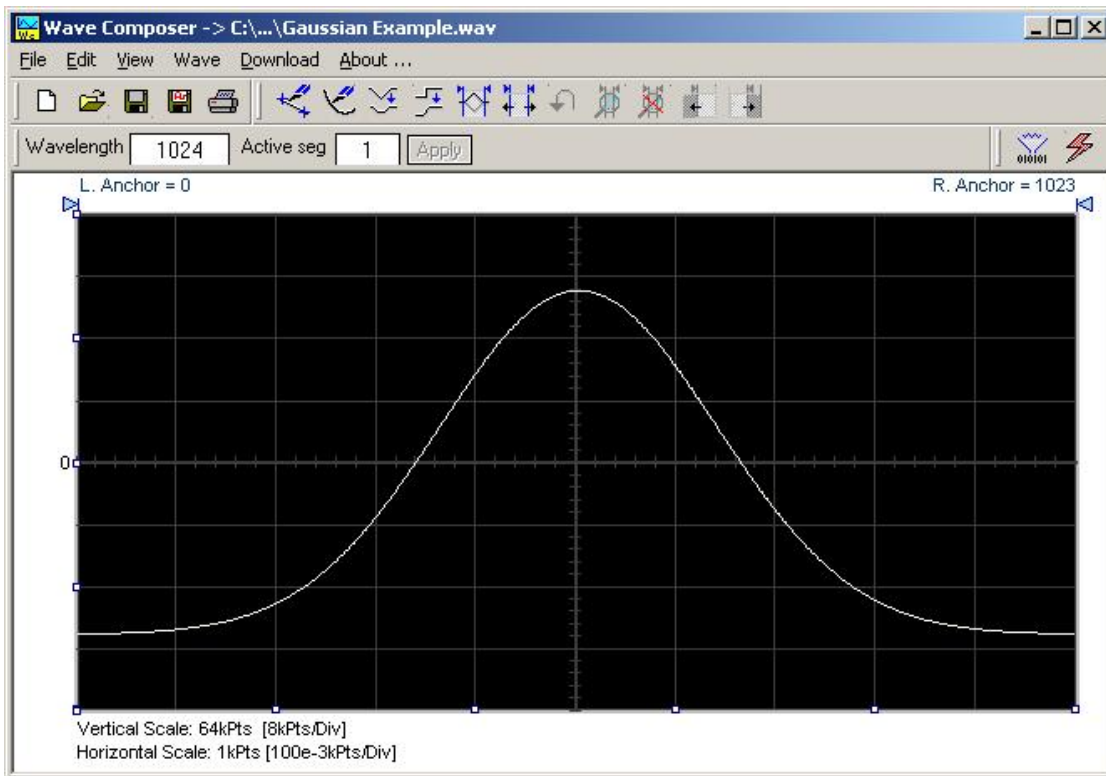 Wave Composer -> C:\...\Gaussian Example.wav
File Edit View Wave Download About ...
Wavelength 1024 Active seg 1 Apply
010101
L. Anchor = 0 R. Anchor = 1023
0
Vertical Scale: 64kPts [8kPts/Div]
Horizontal Scale: 1kPts [100e-3kPts/Div]